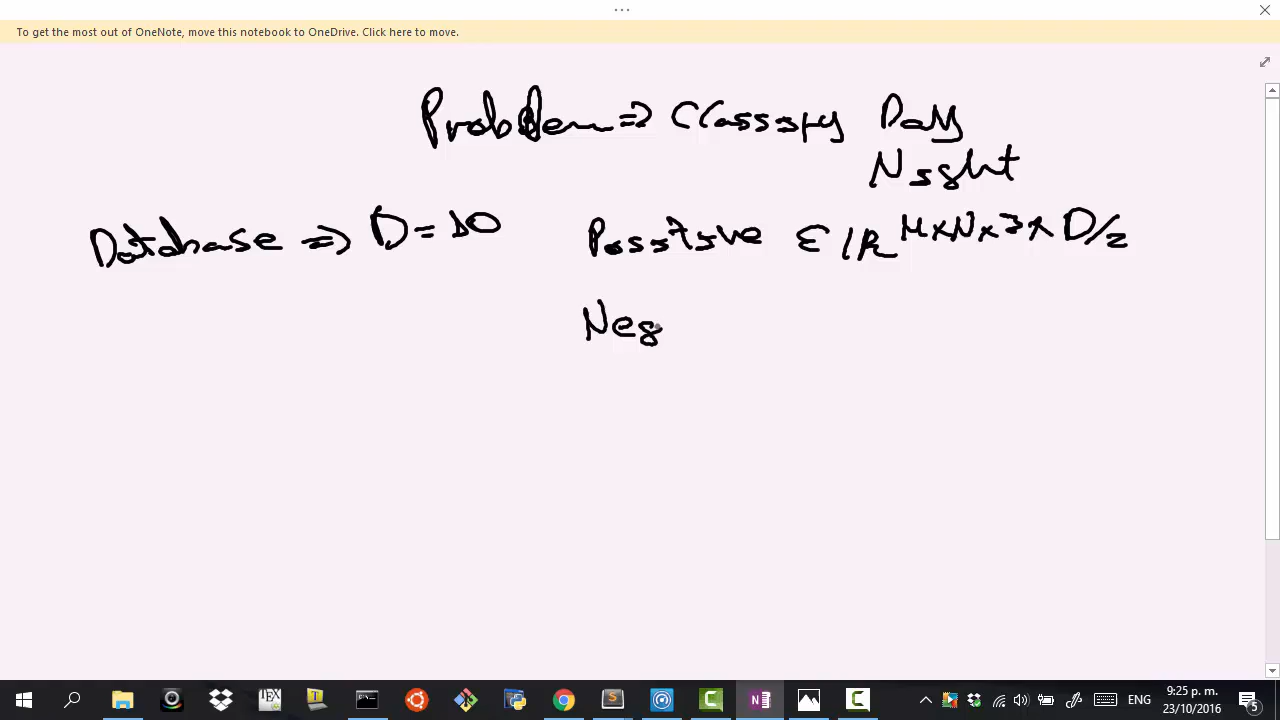 To get the most out of OneNote, move this notebook to OneDrive. Click here to move.
Problem ⇒ Classify Day
Night
Database ⇒ D = 10 Positive ∈ ℝ^M×N×3×D/2
Neg
ENG
9:25 p. m.
23/10/2016
5